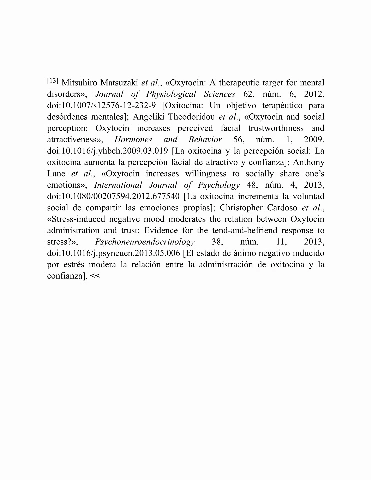 [13] Mitsuhiro Matsuzaki et al., «Oxytocin: A therapeutic target for mental
disorders», Journal of Physiological Sciences 62, núm. 6, 2012,
doi:10.1007/s12576-12-232-9 [Oxitocina: Un objetivo terapéutico para
desórdenes mentales]; Angeliki Theodoridou et al., «Oxytocin and social
perception: Oxytocin increases perceived facial trustworthiness and
attractiveness», Hormones and Behavior 56, núm. 1, 2009,
doi:10.1016/j.yhbeh.2009.03.019 [La oxitocina y la percepción social: La
oxitocina aumenta la percepción facial de atractivo y confianza]; Anthony
Lane et al., «Oxytocin increases willingness to socially share one's
emotions», International Journal of Psychology 48, núm. 4, 2013,
doi:10.1080/00207594.2012.677540 [La oxitocina incrementa la voluntad
social de compartir las emociones propias]; Christopher Cardoso et al.,
«Stress-induced negative mood moderates the relation between Oxytocin
administration and trust: Evidence for the tend-and-befriend response to
stress?», Psychoneuroendocrinology 38, núm. 11, 2013,
doi:10.1016/j.psyneuen.2013.05.006 [El estado de ánimo negativo inducido
por estrés modera la relación entre la administración de oxitocina y la
confianza]. <<